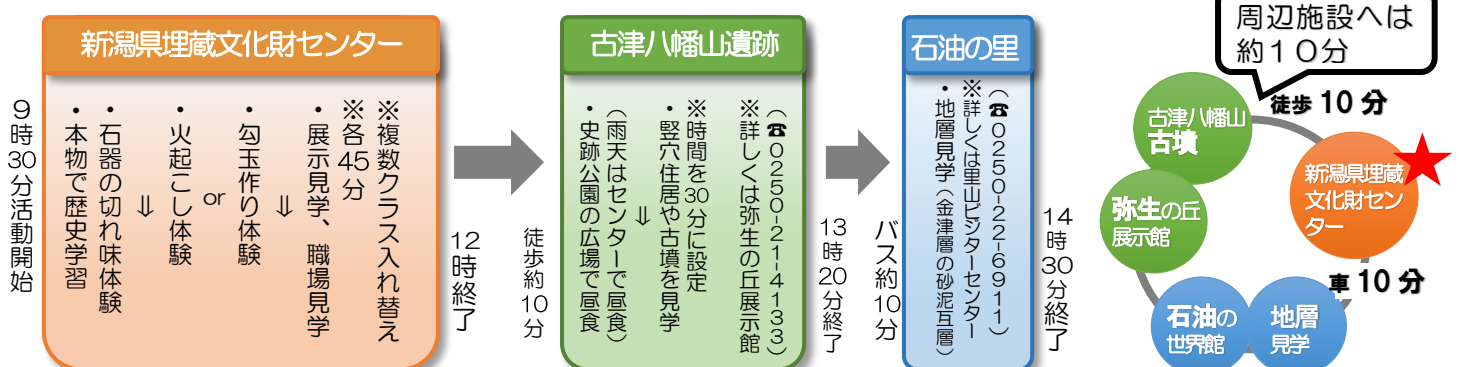 9時30分活動開始
新潟県埋蔵文化財センター
・本物で歴史学習
・石器の切れ味体験
⇓
・火起こし体験
or
・勾玉作り体験
⇓
・展示見学、職場見学
※各45分
※複数クラス入れ替え
12時終了
徒歩約10分
古津八幡山遺跡
・史跡公園の広場で昼食
(雨天はセンターで昼食)
⇓
・竪穴住居や古墳を見学
※時間を30分に設定
※詳しくは弥生の丘展示館
(☎0250-21-4133)
13時20分終了
バス約10分
石油の里
・地層見学(金津層の砂泥互層)
※詳しくは里山ビジターセンター
(☎0250-22-6911)
14時30分終了
周辺施設へは
約10分
徒歩 10 分
古津八幡山
古墳
新潟県埋蔵
文化財セン
ター
弥生の丘
展示館
車 10 分
石油の
世界館
地層
見学